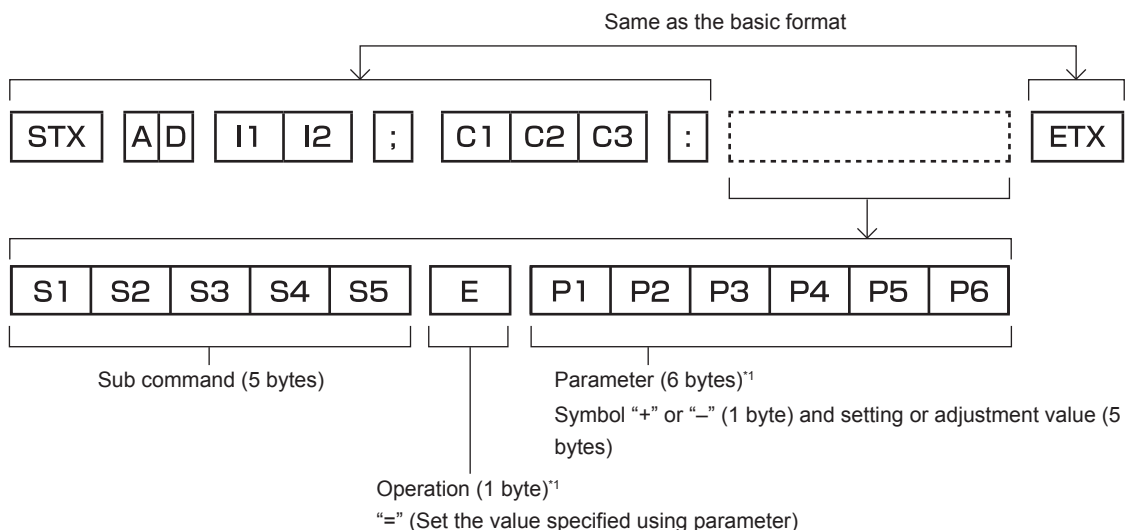 Same as the basic format
STX A D I1 I2 ; C1 C2 C3 : ETX
S1 S2 S3 S4 S5 E P1 P2 P3 P4 P5 P6
Sub command (5 bytes)
Parameter (6 bytes)*1
Symbol “+” or “–” (1 byte) and setting or adjustment value (5
bytes)
Operation (1 byte)*1
“=” (Set the value specified using parameter)